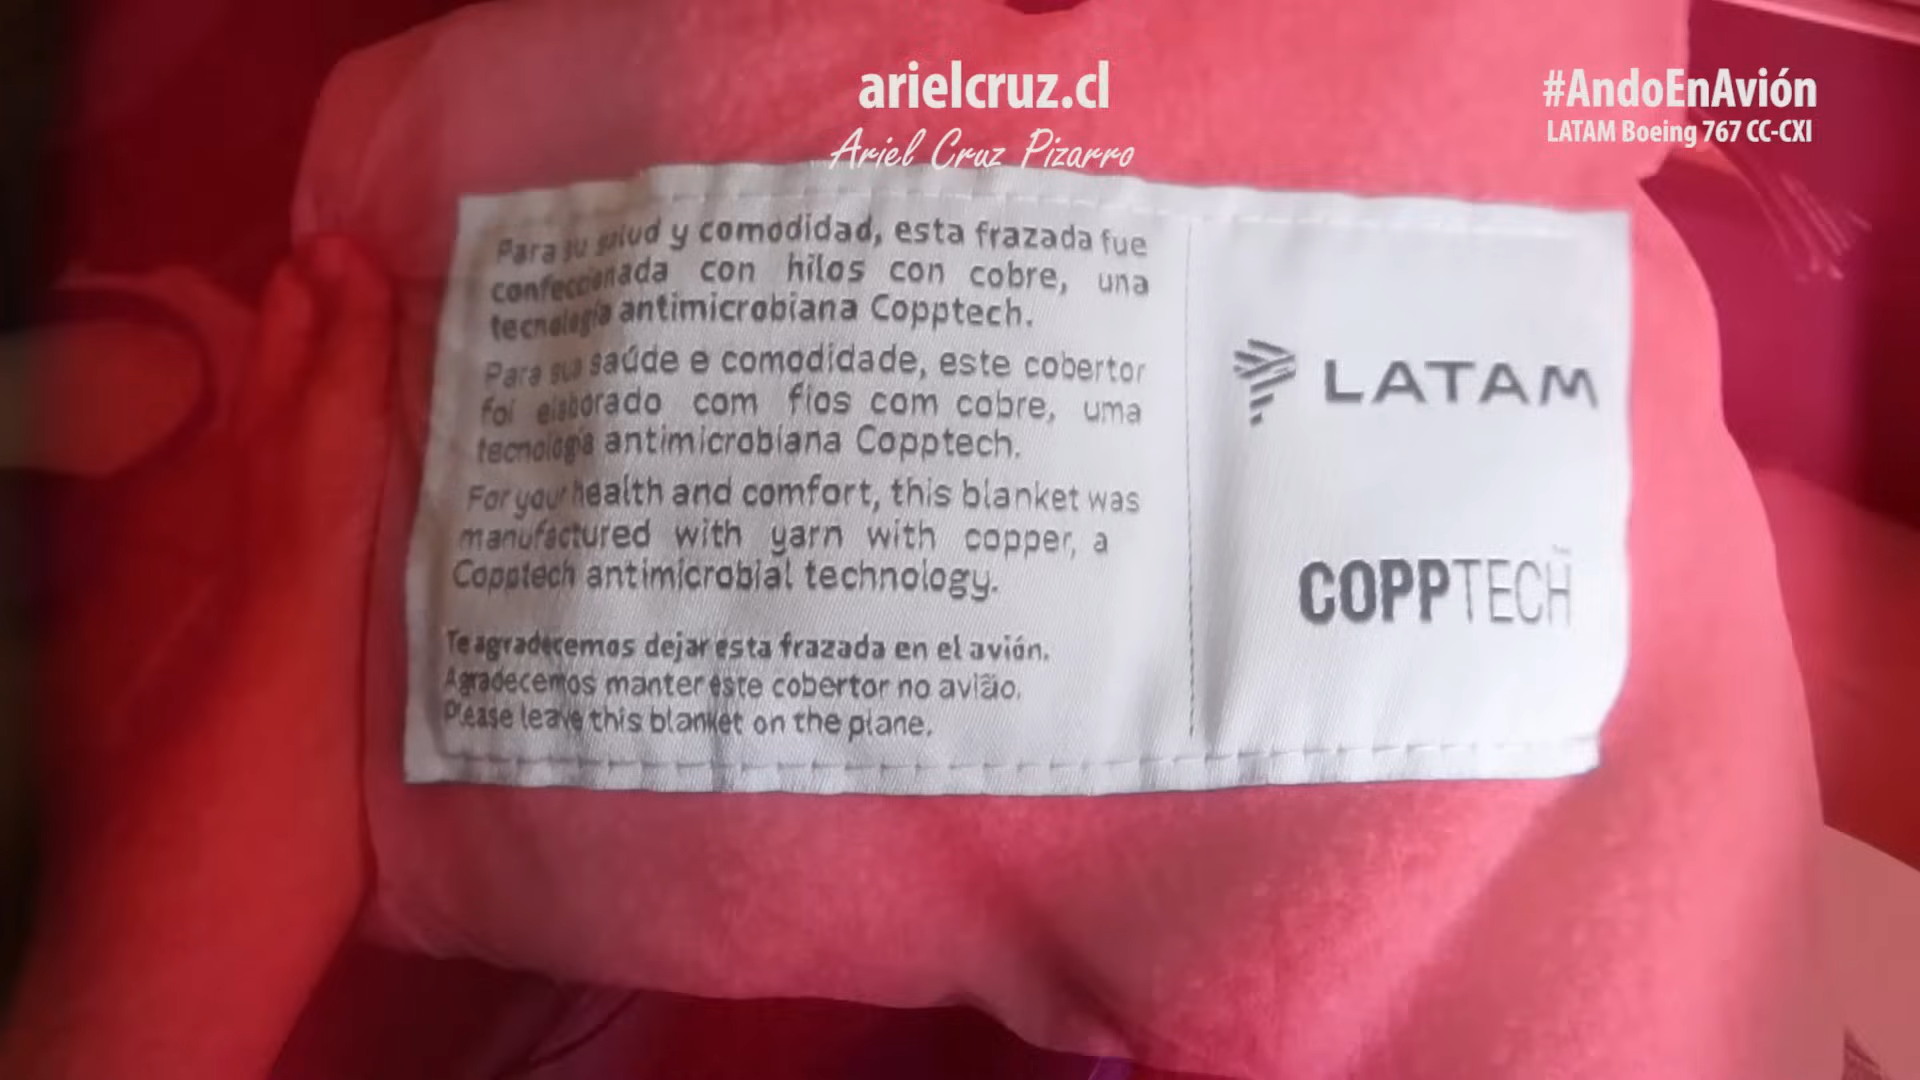 arielcruz.cl
Ariel Cruz Pizarro
#AndoEnAvión
LATAM Boeing 767 CC-CXI
Para su salud y comodidad, esta frazada fue
confeccionada con hilos con cobre, una
tecnología antimicrobiana Copptech.
Para sua saúde e comodidade, este cobertor
foi elaborado com fios com cobre, uma
tecnologia antimicrobiana Copptech.
For your health and comfort, this blanket was
manufactured with yarn with copper, a
Copptech antimicrobial technology.
Te agradecemos dejar esta frazada en el avión.
Agradecemos manter este cobertor no avião.
Please leave this blanket on the plane.
LATAM
COPPTECH